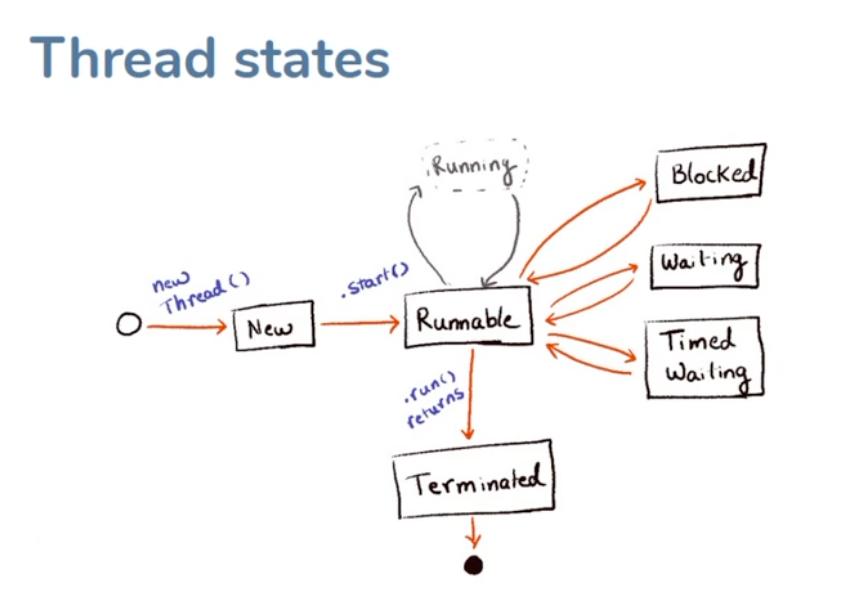 Thread states
Running
Blocked
new
Thread()
.start()
Waiting
New
Runnable
Timed
Waiting
.run()
returns
Terminated